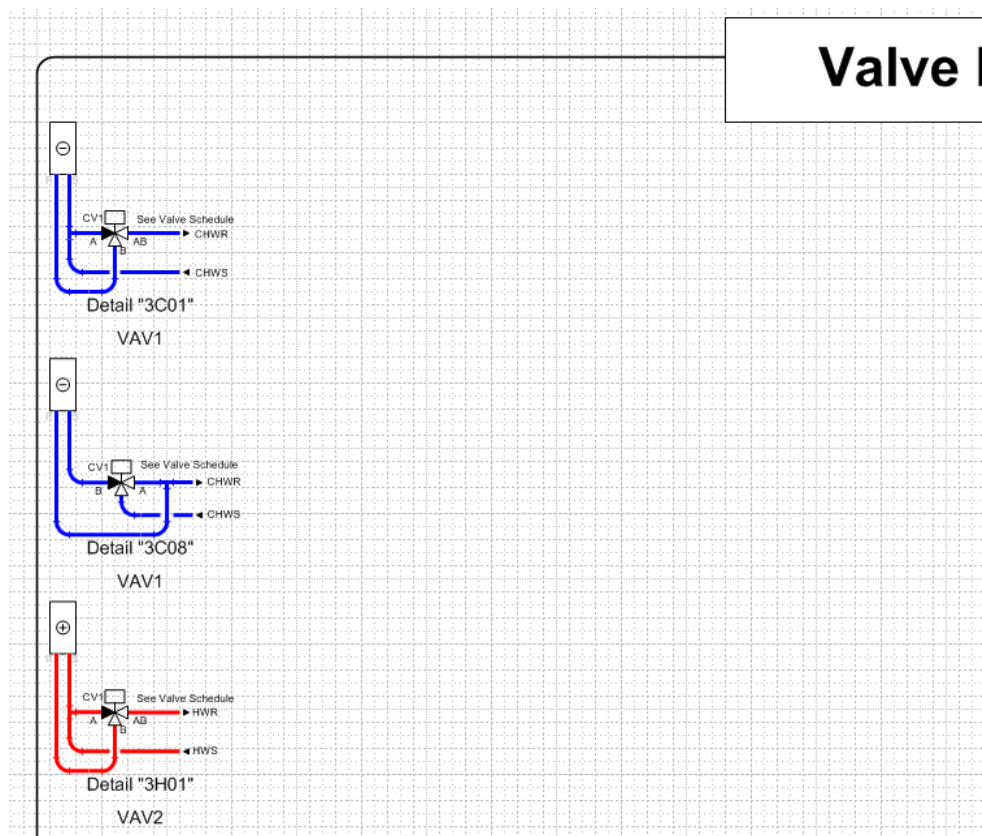 Valve
CV1 See Valve Schedule
CHWR
A AB
B
CHWS
Detail "3C01"
VAV1
CV1 See Valve Schedule
CHWR
B A
CHWS
Detail "3C08"
VAV1
CV1 See Valve Schedule
HWR
A AB
B
HWS
Detail "3H01"
VAV2